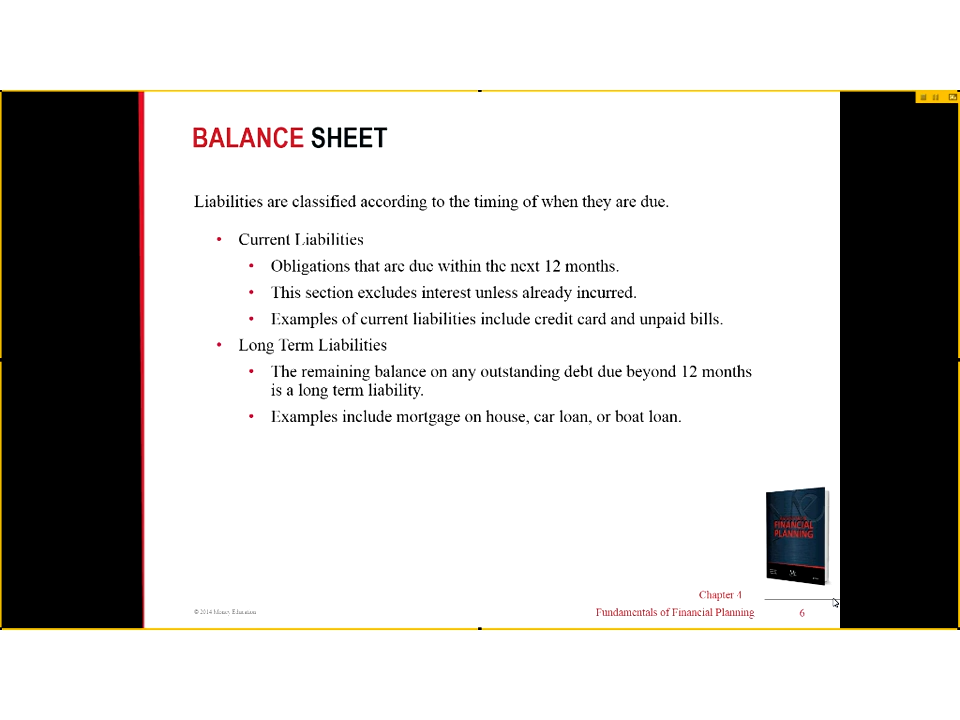 BALANCE SHEET
Liabilities are classified according to the timing of when they are due.
• Current Liabilities
• Obligations that are due within the next 12 months.
• This section excludes interest unless already incurred.
• Examples of current liabilities include credit card and unpaid bills.
• Long Term Liabilities
• The remaining balance on any outstanding debt due beyond 12 months
is a long term liability.
• Examples include mortgage on house, car loan, or boat loan.
FINANCIAL
PLANNING
Chapter 4
© 2014 Money Education
Fundamentals of Financial Planning
6